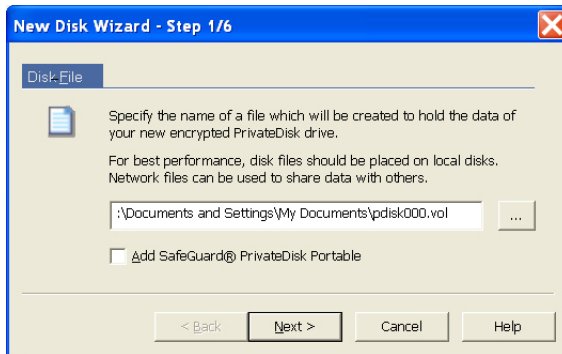 New Disk Wizard - Step 1/6
Disk File
Specify the name of a file which will be created to hold the data of
your new encrypted PrivateDisk drive.
For best performance, disk files should be placed on local disks.
Network files can be used to share data with others.
:\Documents and Settings\My Documents\pdisk000.vol
...
Add SafeGuard® PrivateDisk Portable
< Back
Next >
Cancel
Help